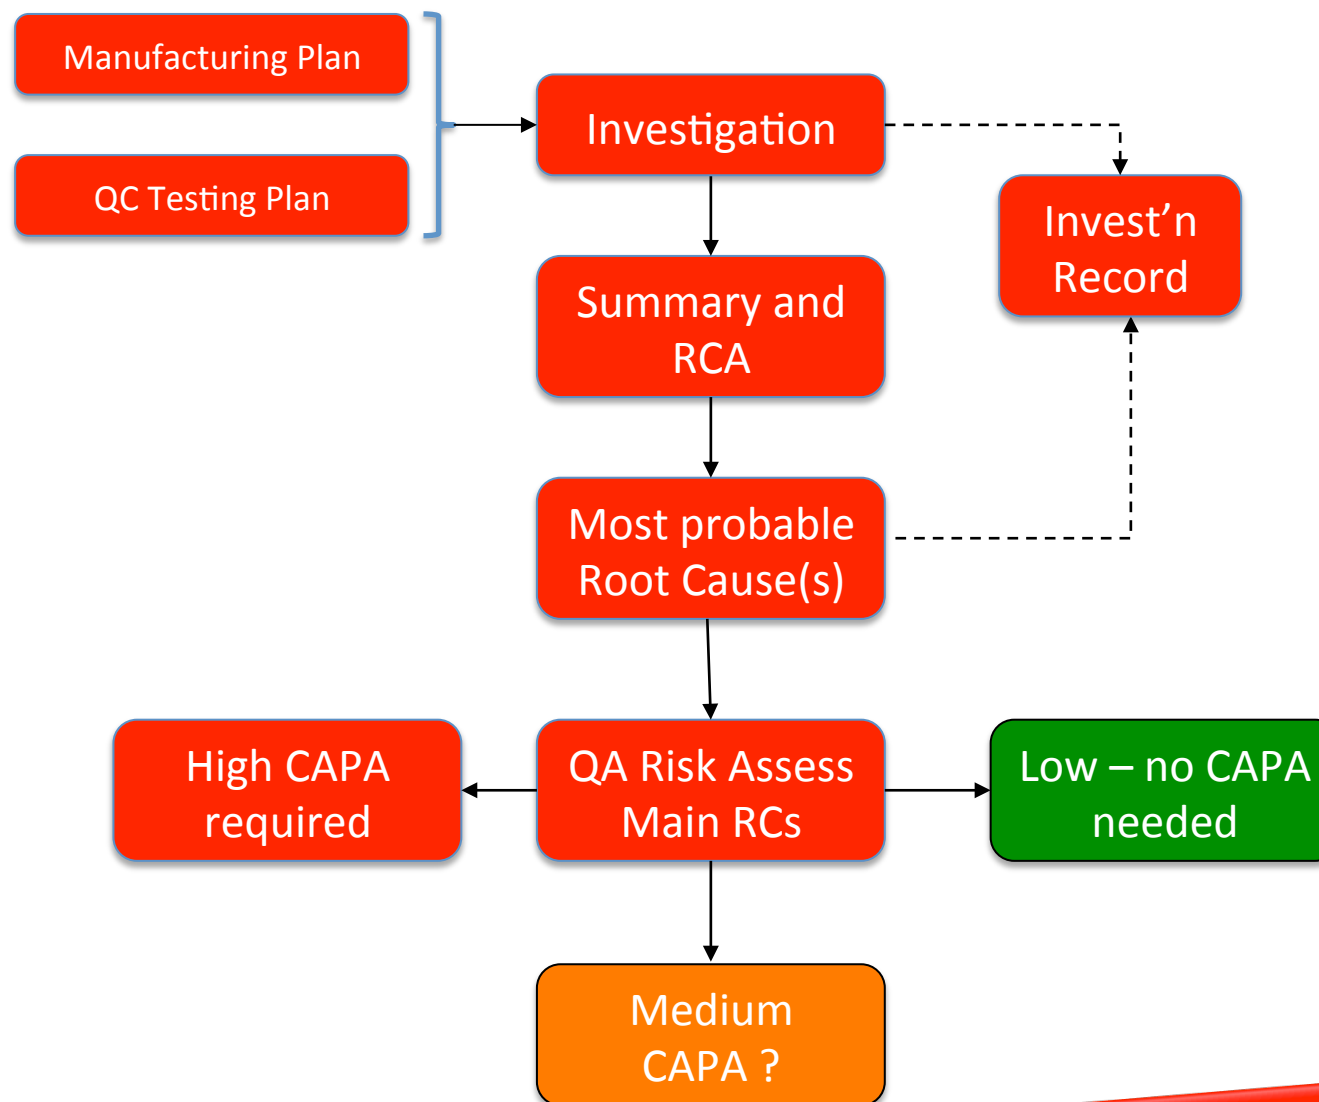 Manufacturing Plan
QC Testing Plan
Investigation
Invest’n
Record
Summary and
RCA
Most probable
Root Cause(s)
High CAPA
required
QA Risk Assess
Main RCs
Low – no CAPA
needed
Medium
CAPA ?